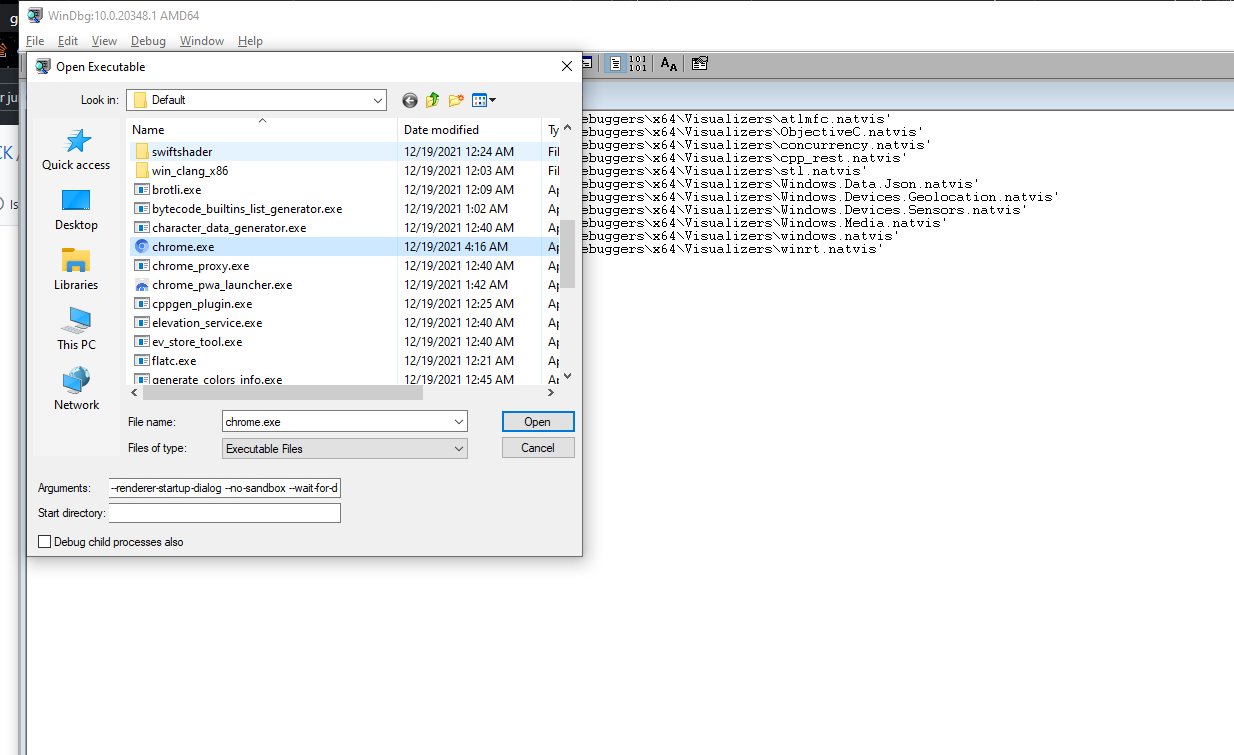 g
WinDbg:10.0.20348.1 AMD64
File Edit View Debug Window Help
Open Executable
Look in: Default
r ju
CK
Is
Name Date modified Ty
swiftshader 12/19/2021 12:24 AM Fil
win_clang_x86 12/19/2021 12:03 AM Fil
brotli.exe 12/19/2021 12:09 AM Ap
bytecode_builtins_list_generator.exe 12/19/2021 1:02 AM Ap
character_data_generator.exe 12/19/2021 12:40 AM Ap
chrome.exe 12/19/2021 4:16 AM Ap
chrome_proxy.exe 12/19/2021 12:40 AM Ap
chrome_pwa_launcher.exe 12/19/2021 1:42 AM Ap
cppgen_plugin.exe 12/19/2021 12:25 AM Ap
elevation_service.exe 12/19/2021 12:40 AM Ap
ev_store_tool.exe 12/19/2021 12:40 AM Ap
flatc.exe 12/19/2021 12:21 AM Ap
generate_colors_info.exe 12/19/2021 12:45 AM Ap
Quick access
Desktop
Libraries
This PC
Network
File name: chrome.exe Open
Files of type: Executable Files Cancel
Arguments: --renderer-startup-dialog --no-sandbox --wait-for-d
Start directory:
Debug child processes also
101
101
AA
ebuggers\x64\Visualizers\atlmfc.natvis'
ebuggers\x64\Visualizers\ObjectiveC.natvis'
ebuggers\x64\Visualizers\concurrency.natvis'
ebuggers\x64\Visualizers\cpp_rest.natvis'
ebuggers\x64\Visualizers\stl.natvis'
ebuggers\x64\Visualizers\Windows.Data.Json.natvis'
ebuggers\x64\Visualizers\Windows.Devices.Geolocation.natvis'
ebuggers\x64\Visualizers\Windows.Devices.Sensors.natvis'
ebuggers\x64\Visualizers\Windows.Media.natvis'
ebuggers\x64\Visualizers\windows.natvis'
ebuggers\x64\Visualizers\winrt.natvis'